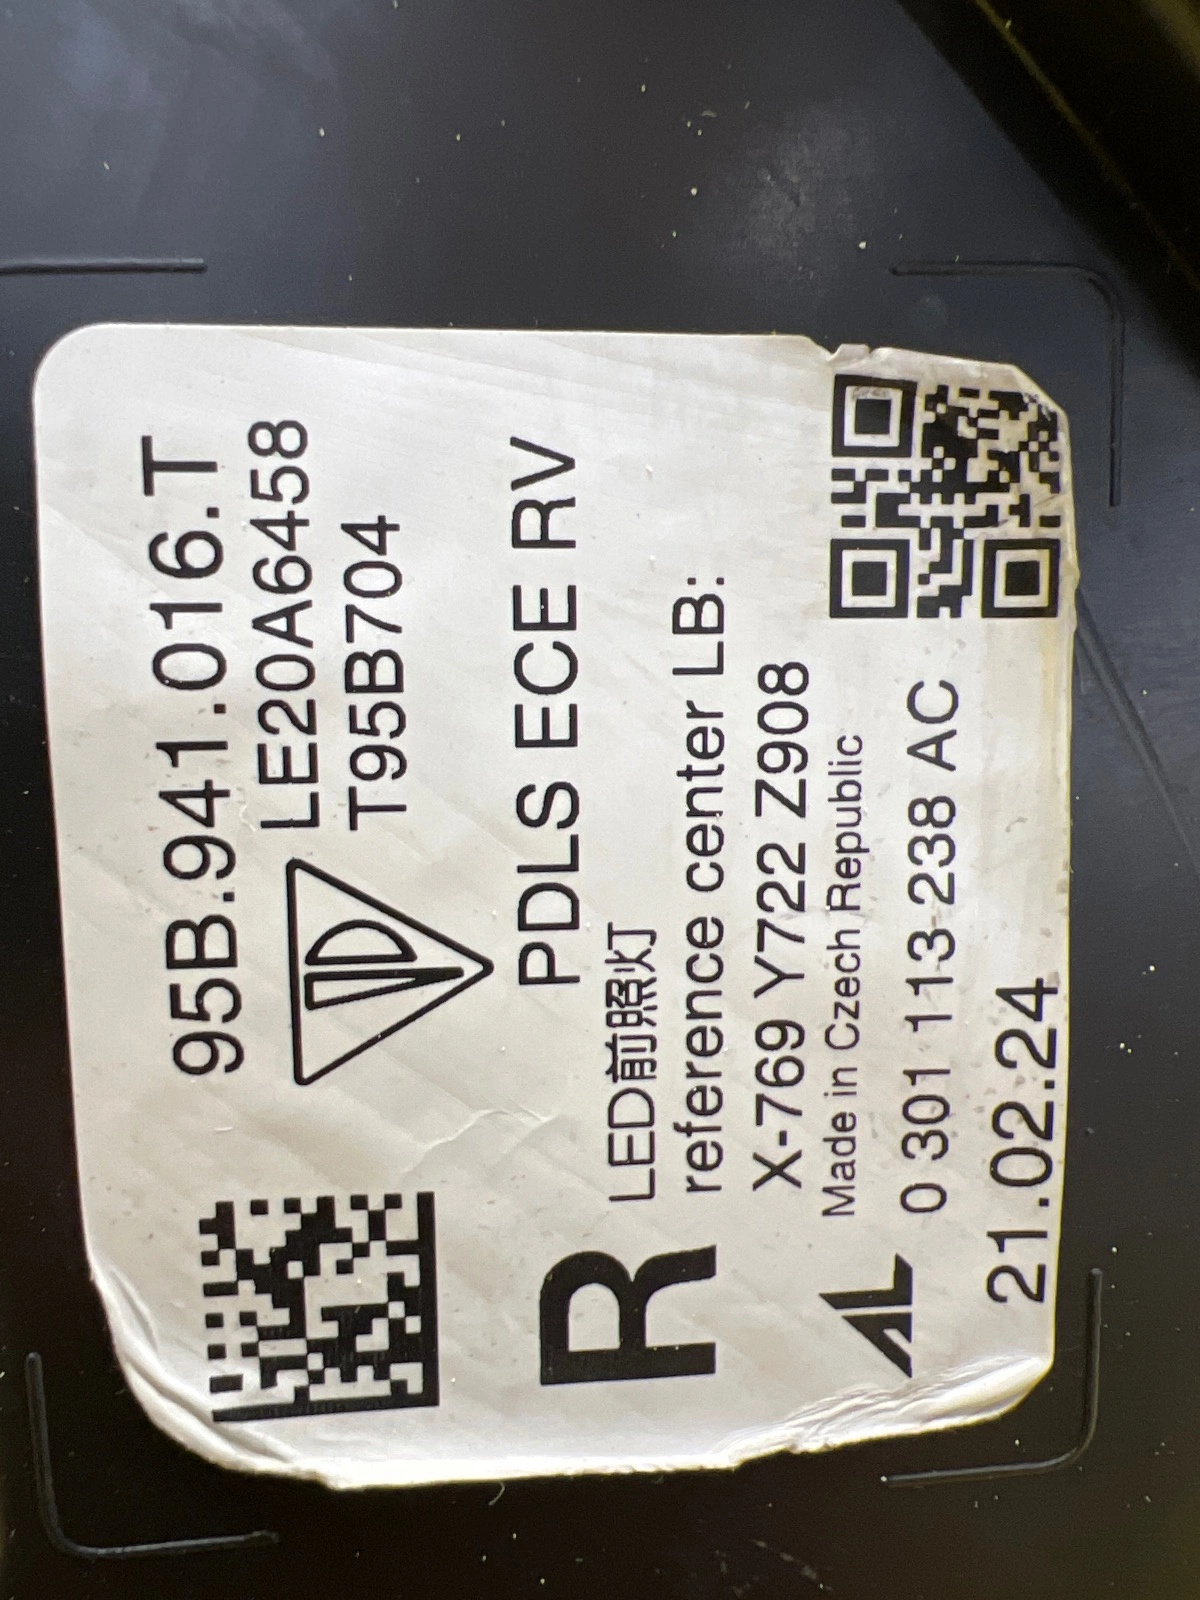 95B.941.016.T
LE20A6458
T95B704
PDLS ECE RV
R
LED前照灯
reference center LB:
X-769 Y722 Z908
Made in Czech Republic
AL
0 301 113-238 AC
21.02.24